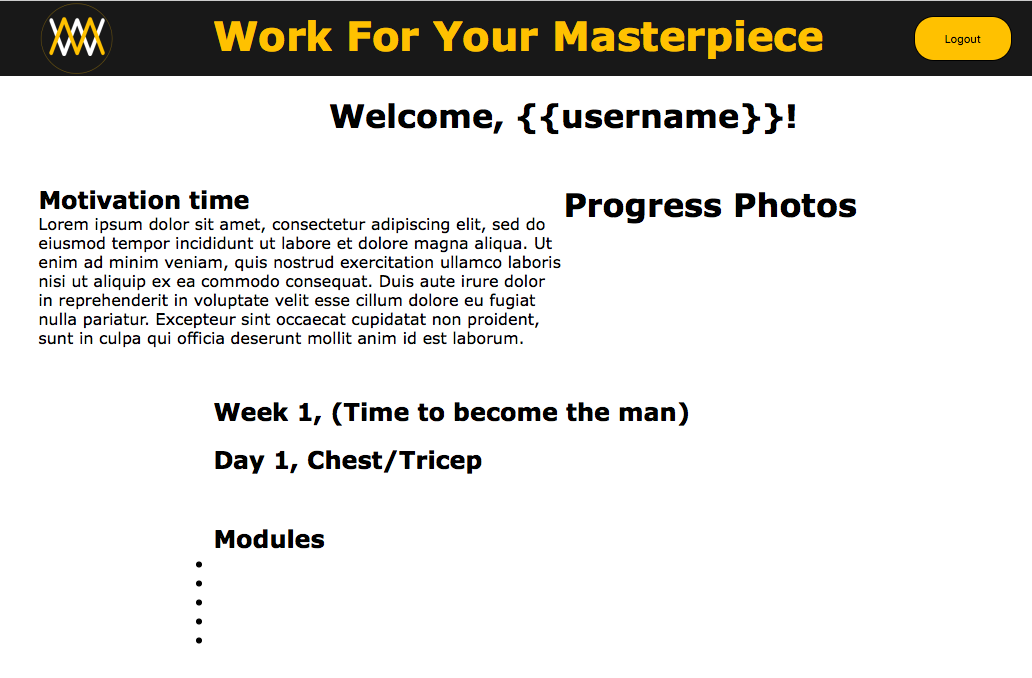 Work For Your Masterpiece
Logout
Welcome, {{username}}!
Motivation time
Lorem ipsum dolor sit amet, consectetur adipiscing elit, sed do
eiusmod tempor incididunt ut labore et dolore magna aliqua. Ut
enim ad minim veniam, quis nostrud exercitation ullamco laboris
nisi ut aliquip ex ea commodo consequat. Duis aute irure dolor
in reprehenderit in voluptate velit esse cillum dolore eu fugiat
nulla pariatur. Excepteur sint occaecat cupidatat non proident,
sunt in culpa qui officia deserunt mollit anim id est laborum.
Progress Photos
Week 1, (Time to become the man)
Day 1, Chest/Tricep
Modules